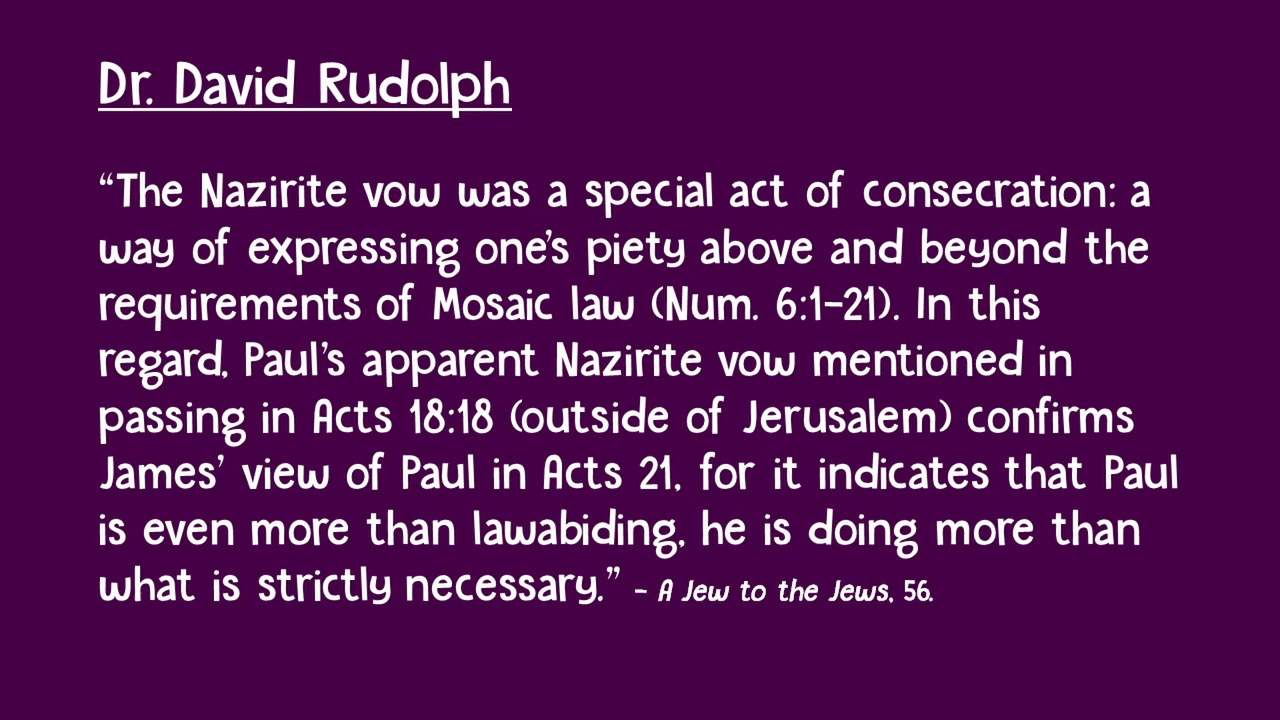 Dr. David Rudolph
“The Nazirite vow was a special act of consecration: a
way of expressing one’s piety above and beyond the
requirements of Mosaic law (Num. 6:1–21). In this
regard, Paul’s apparent Nazirite vow mentioned in
passing in Acts 18:18 (outside of Jerusalem) confirms
James’ view of Paul in Acts 21, for it indicates that Paul
is even more than lawabiding, he is doing more than
what is strictly necessary.” – A Jew to the Jews, 56.